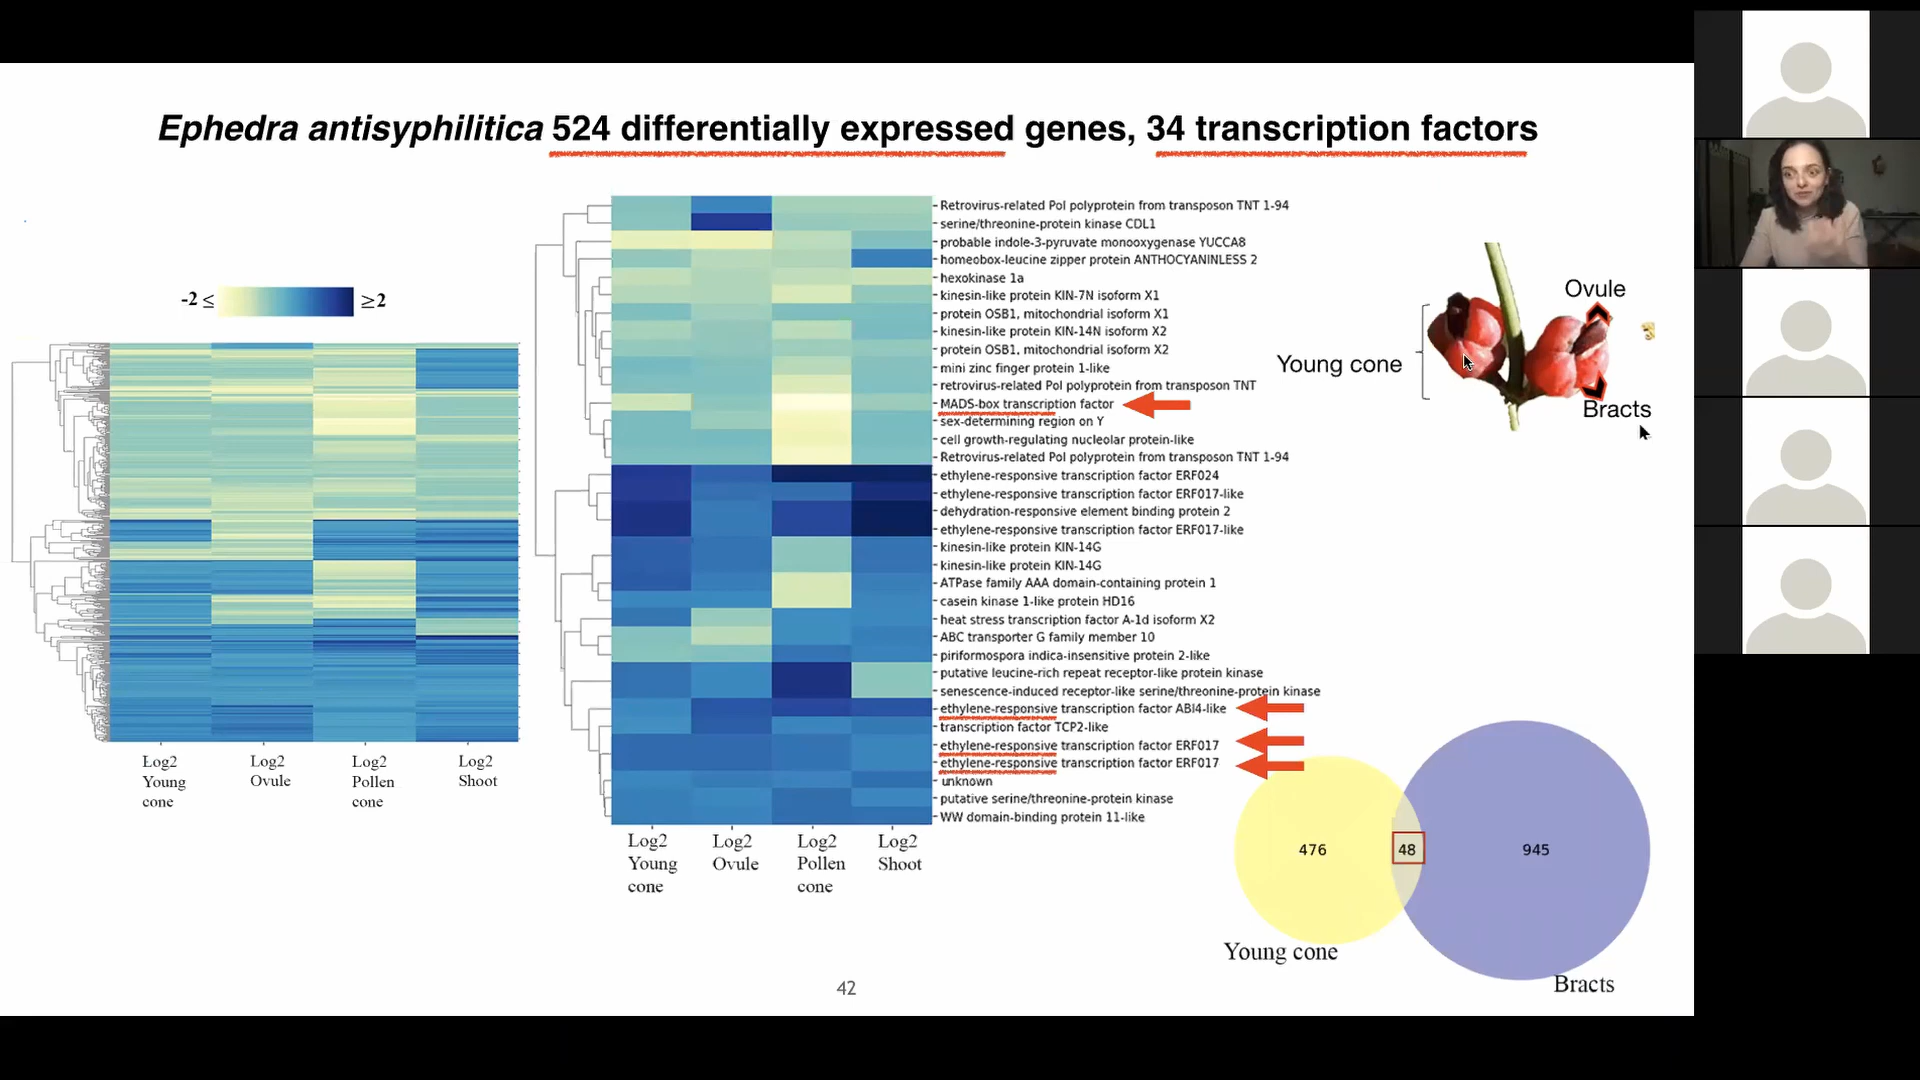 Ephedra antisyphilitica 524 differentially expressed genes, 34 transcription factors
-2 ≤
≥2
Log2 Young cone
Log2 Ovule
Log2 Pollen cone
Log2 Shoot
Retrovirus-related Pol polyprotein from transposon TNT 1-94
serine/threonine-protein kinase CDL1
probable indole-3-pyruvate monooxygenase YUCCA8
homeobox-leucine zipper protein ANTHOCYANINLESS 2
hexokinase 1a
kinesin-like protein KIN-7N isoform X1
protein OSB1, mitochondrial isoform X1
kinesin-like protein KIN-14N isoform X2
protein OSB1, mitochondrial isoform X2
mini zinc finger protein 1-like
retrovirus-related Pol polyprotein from transposon TNT
MADS-box transcription factor
sex-determining region on Y
cell growth-regulating nucleolar protein-like
Retrovirus-related Pol polyprotein from transposon TNT 1-94
ethylene-responsive transcription factor ERF024
ethylene-responsive transcription factor ERF017-like
dehydration-responsive element binding protein 2
ethylene-responsive transcription factor ERF017-like
kinesin-like protein KIN-14G
kinesin-like protein KIN-14G
ATPase family AAA domain-containing protein 1
casein kinase 1-like protein HD16
heat stress transcription factor A-1d isoform X2
ABC transporter G family member 10
piriformospora indica-insensitive protein 2-like
putative leucine-rich repeat receptor-like protein kinase
senescence-induced receptor-like serine/threonine-protein kinase
ethylene-responsive transcription factor ABI4-like
transcription factor TCP2-like
ethylene-responsive transcription factor ERF017
ethylene-responsive transcription factor ERF017
unknown
putative serine/threonine-protein kinase
WW domain-binding protein 11-like
Log2 Young cone
Log2 Ovule
Log2 Pollen cone
Log2 Shoot
Ovule
Young cone
Bracts
476
48
945
Young cone
Bracts
42